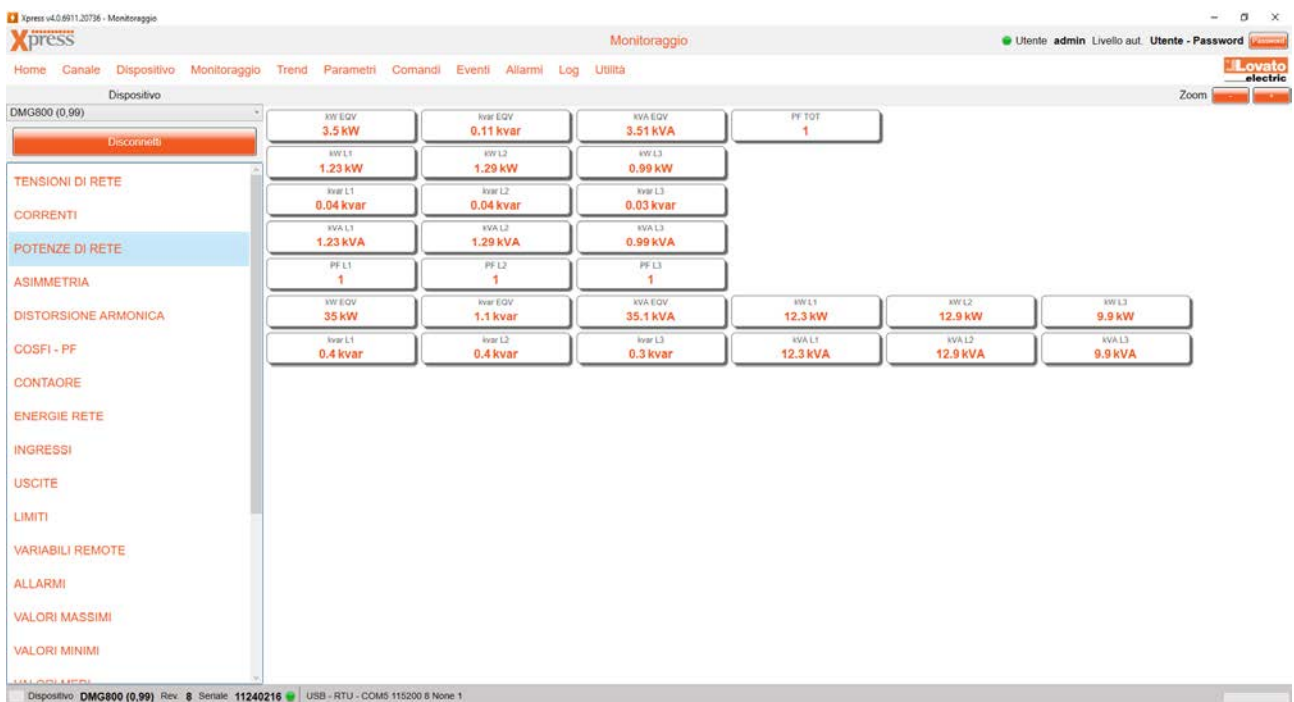 Xpress v4.0.6911.20736 - Monitoraggio
Xpress
Monitoraggio
Utente admin Livello aut. Utente - Password Password
Home Canale Dispositivo Monitoraggio Trend Parametri Comandi Eventi Allarmi Log Utilità
Lovato electric
Dispositivo
Zoom - +
DMG800 (0,99)
Disconnetti
TENSIONI DI RETE
CORRENTI
POTENZE DI RETE
ASIMMETRIA
DISTORSIONE ARMONICA
COSFI - PF
CONTAORE
ENERGIE RETE
INGRESSI
USCITE
LIMITI
VARIABILI REMOTE
ALLARMI
VALORI MASSIMI
VALORI MINIMI
kW EQV kvar EQV kVA EQV PF TOT
3.5 kW 0.11 kvar 3.51 kVA 1
kW L1 kW L2 kW L3
1.23 kW 1.29 kW 0.99 kW
kvar L1 kvar L2 kvar L3
0.04 kvar 0.04 kvar 0.03 kvar
kVA L1 kVA L2 kVA L3
1.23 kVA 1.29 kVA 0.99 kVA
PF L1 PF L2 PF L3
1 1 1
kW EQV kvar EQV kVA EQV kW L1 kW L2 kW L3
35 kW 1.1 kvar 35.1 kVA 12.3 kW 12.9 kW 9.9 kW
kvar L1 kvar L2 kvar L3 kVA L1 kVA L2 kVA L3
0.4 kvar 0.4 kvar 0.3 kvar 12.3 kVA 12.9 kVA 9.9 kVA
Dispositivo DMG800 (0,99) Rev. 8 Seriale 11240216 USB - RTU - COM5 115200 8 None 1